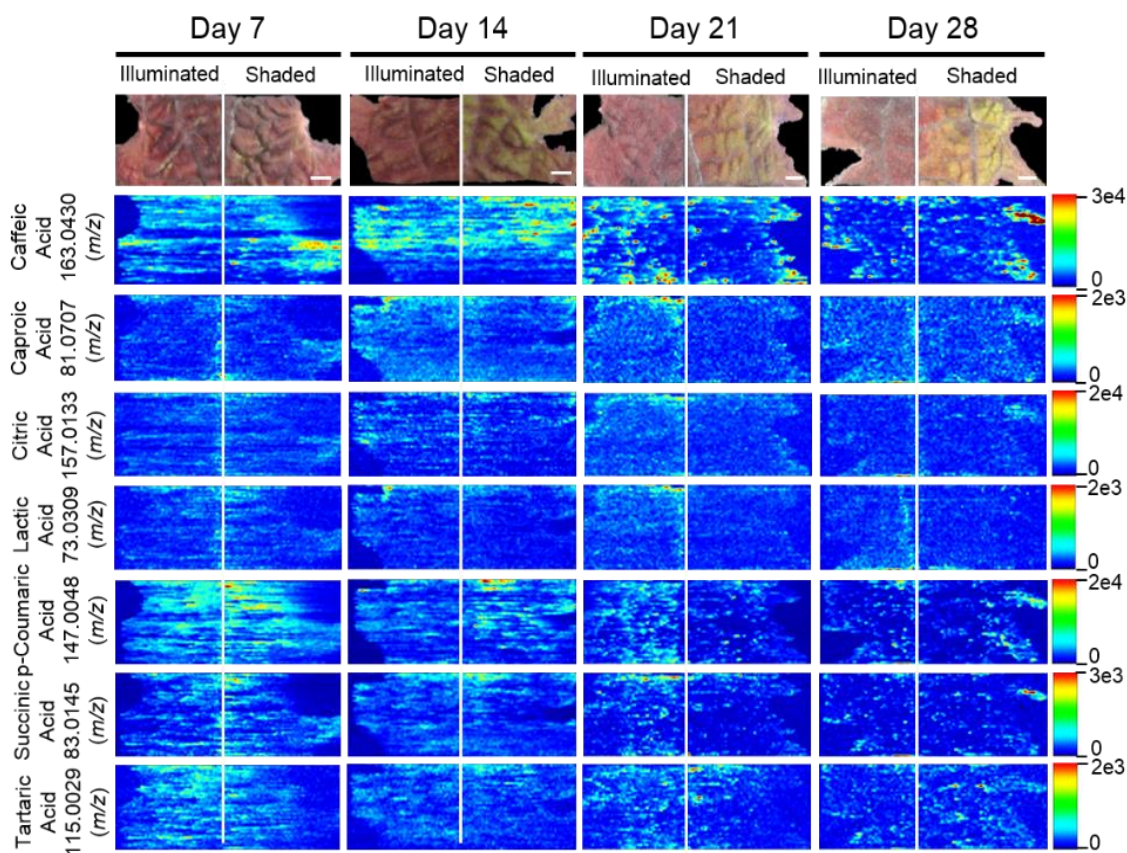 Day 7 Day 14 Day 21 Day 28
Illuminated Shaded Illuminated Shaded Illuminated Shaded Illuminated Shaded
Caffeic
Acid
163.0430
(m/z)
3e4
0
Caproic
Acid
81.0707
(m/z)
2e3
0
Citric
Acid
157.0133
(m/z)
2e4
0
Lactic
Acid
73.0309
(m/z)
2e3
0
p-Coumaric
Acid
147.0048
(m/z)
2e4
0
Succinic
Acid
83.0145
(m/z)
3e3
0
Tartaric
Acid
115.0029
(m/z)
2e3
0